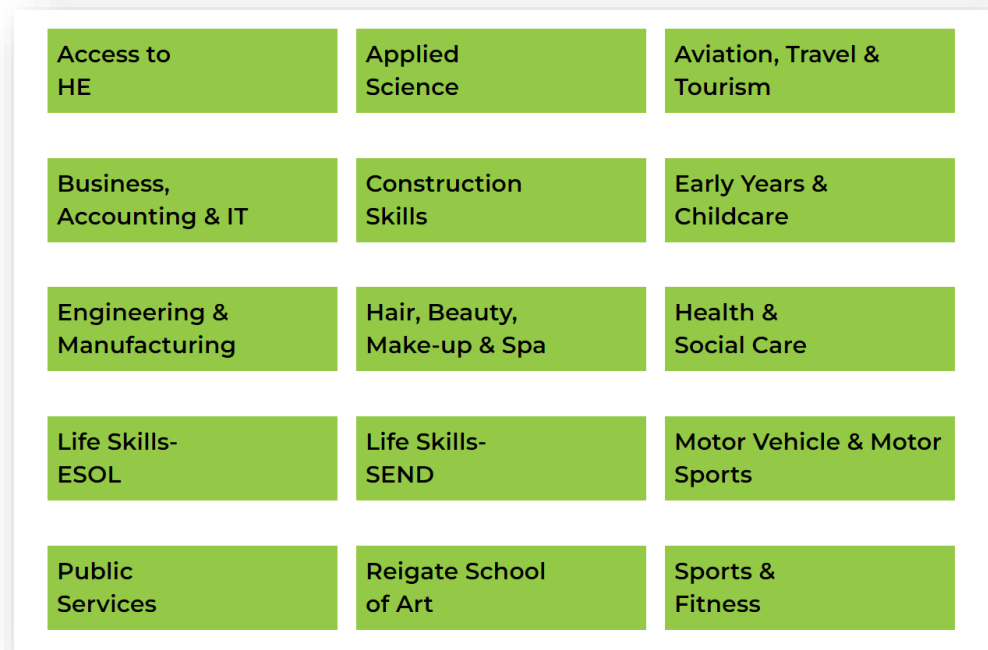 Access to
HE
Applied
Science
Aviation, Travel &
Tourism
Business,
Accounting & IT
Construction
Skills
Early Years &
Childcare
Engineering &
Manufacturing
Hair, Beauty,
Make-up & Spa
Health &
Social Care
Life Skills-
ESOL
Life Skills-
SEND
Motor Vehicle & Motor
Sports
Public
Services
Reigate School
of Art
Sports &
Fitness